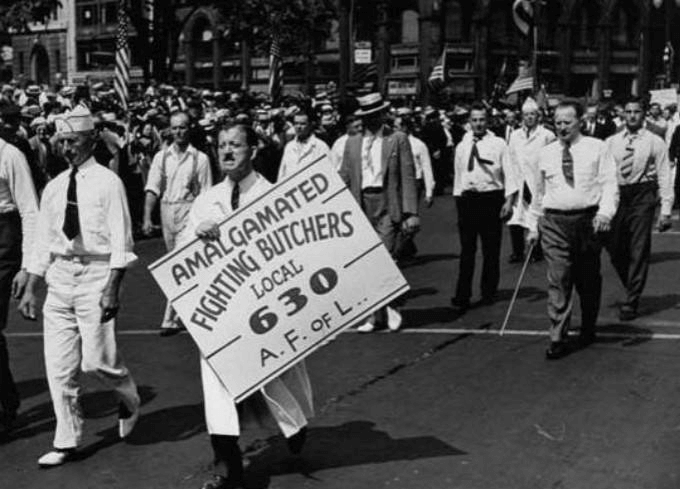 AMALGAMATED
FIGHTING BUTCHERS
LOCAL
630
A. F. OF L..